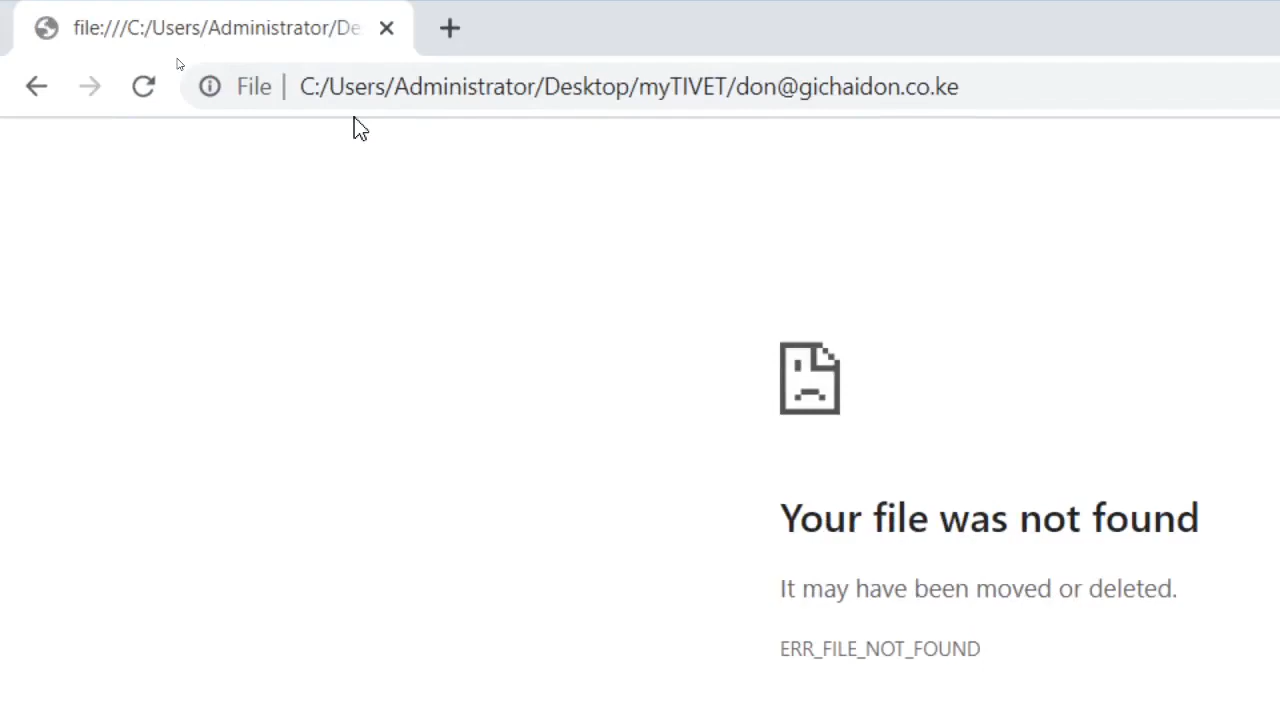 file:///C:/Users/Administrator/De
File | C:/Users/Administrator/Desktop/myTIVET/don@gichaidon.co.ke
Your file was not found
It may have been moved or deleted.
ERR_FILE_NOT_FOUND